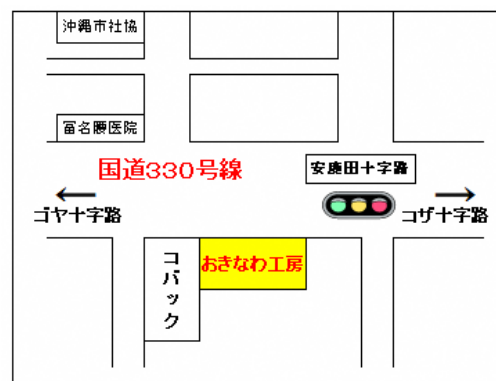 沖縄市社協
冨名腰医院
国道330号線
安慶田十字路
←
ゴヤ十字路
→
コザ十字路
コバック
おきなわ工房